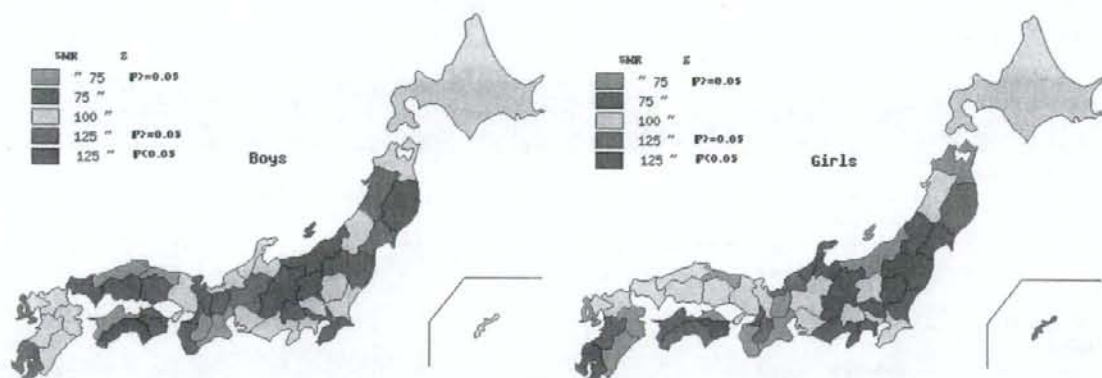 SMR
" 75 P>=0.05
75 "
100 "
125 " P>=0.05
125 " P<0.05
Boys
SMR
" 75 P>=0.05
75 "
100 "
125 " P>=0.05
125 " P<0.05
Girls